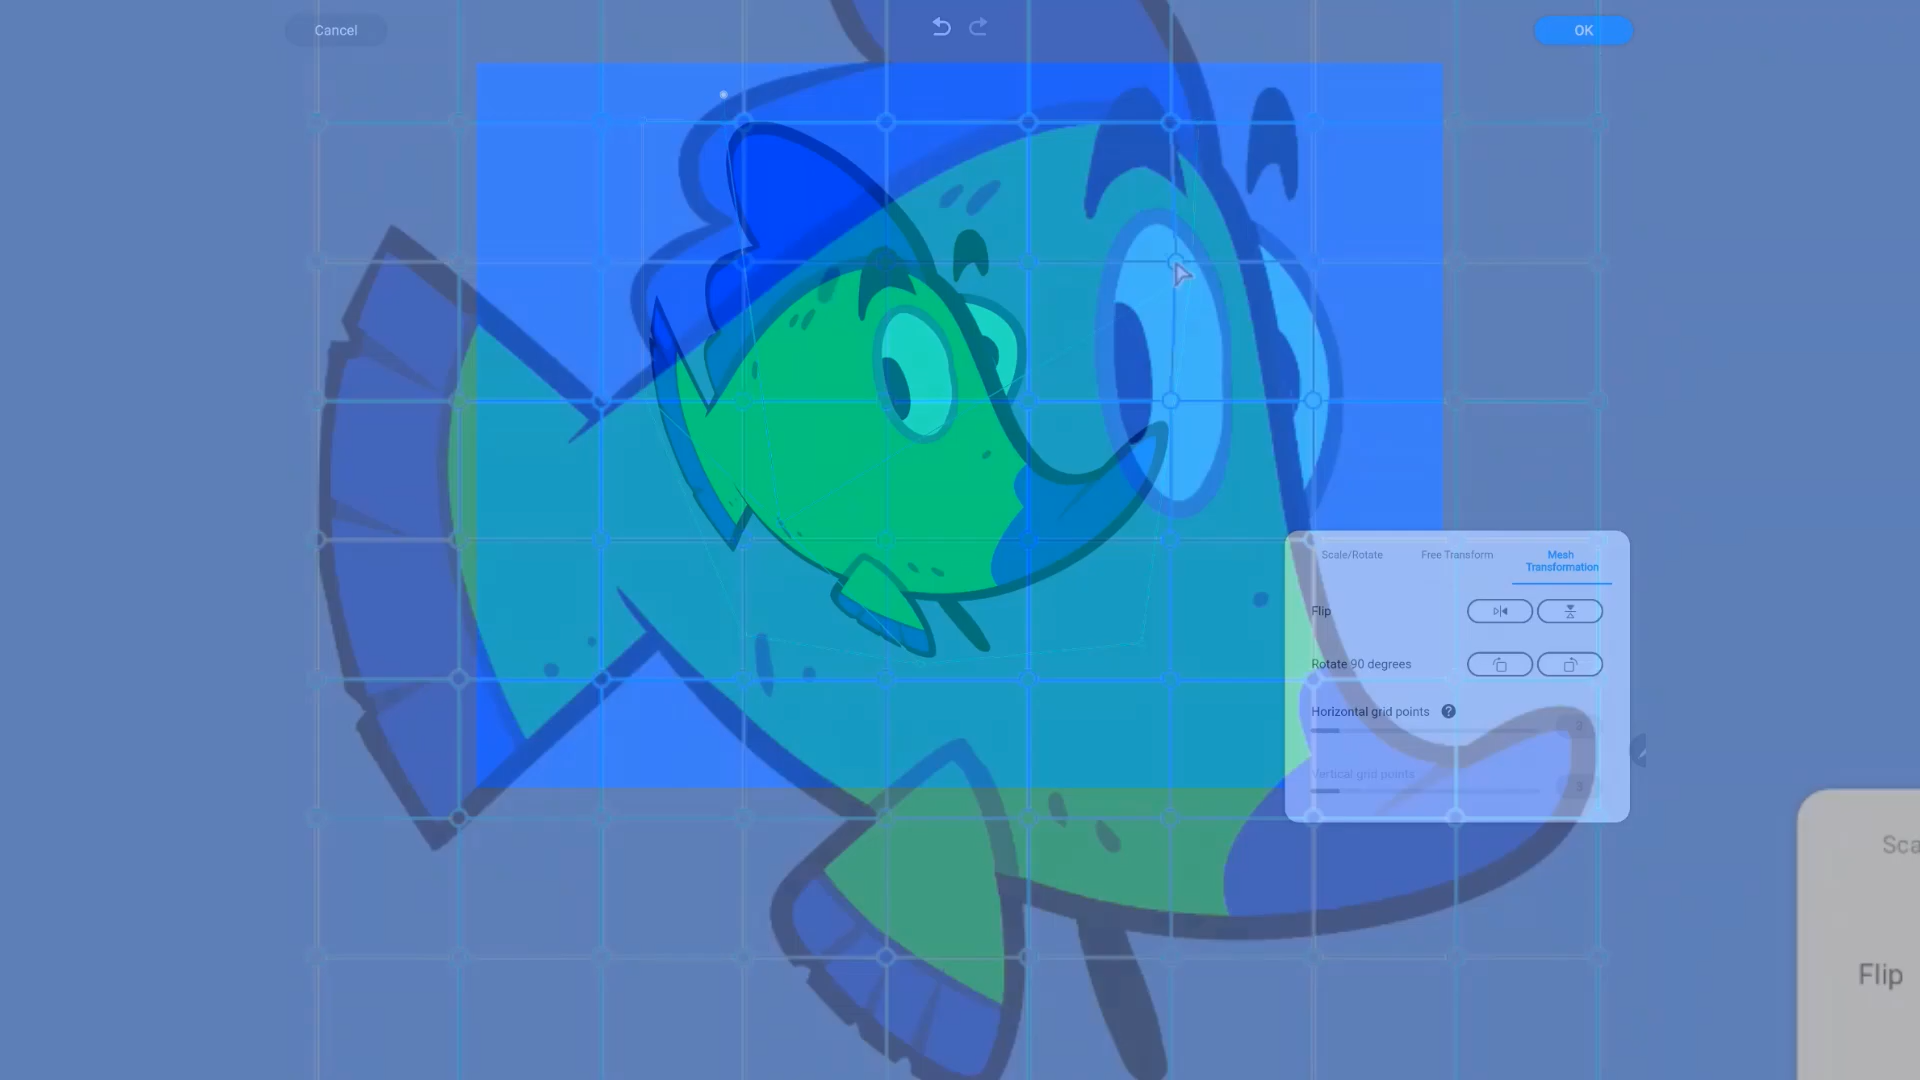 Cancel
OK
Scale/Rotate
Free Transform
Mesh
Transformation
Flip
Rotate 90 degrees
Horizontal grid points ?
Vertical grid points
3
Sca
Flip